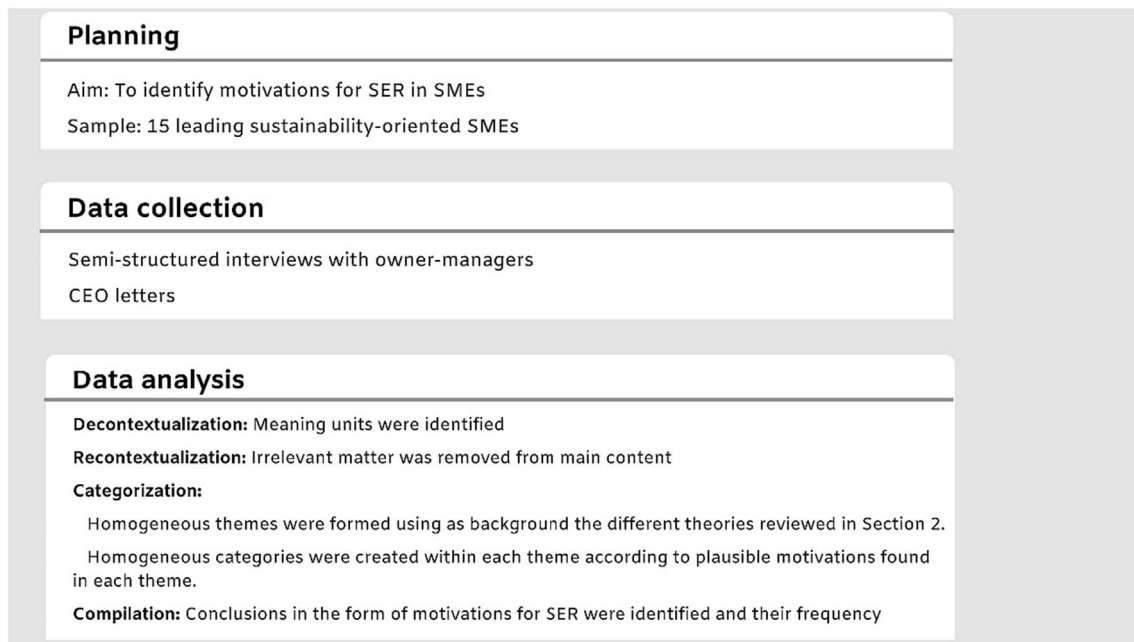 Planning
Aim: To identify motivations for SER in SMEs
Sample: 15 leading sustainability-oriented SMEs
Data collection
Semi-structured interviews with owner-managers
CEO letters
Data analysis
Decontextualization: Meaning units were identified
Recontextualization: Irrelevant matter was removed from main content
Categorization:
Homogeneous themes were formed using as background the different theories reviewed in Section 2.
Homogeneous categories were created within each theme according to plausible motivations found
in each theme.
Compilation: Conclusions in the form of motivations for SER were identified and their frequency